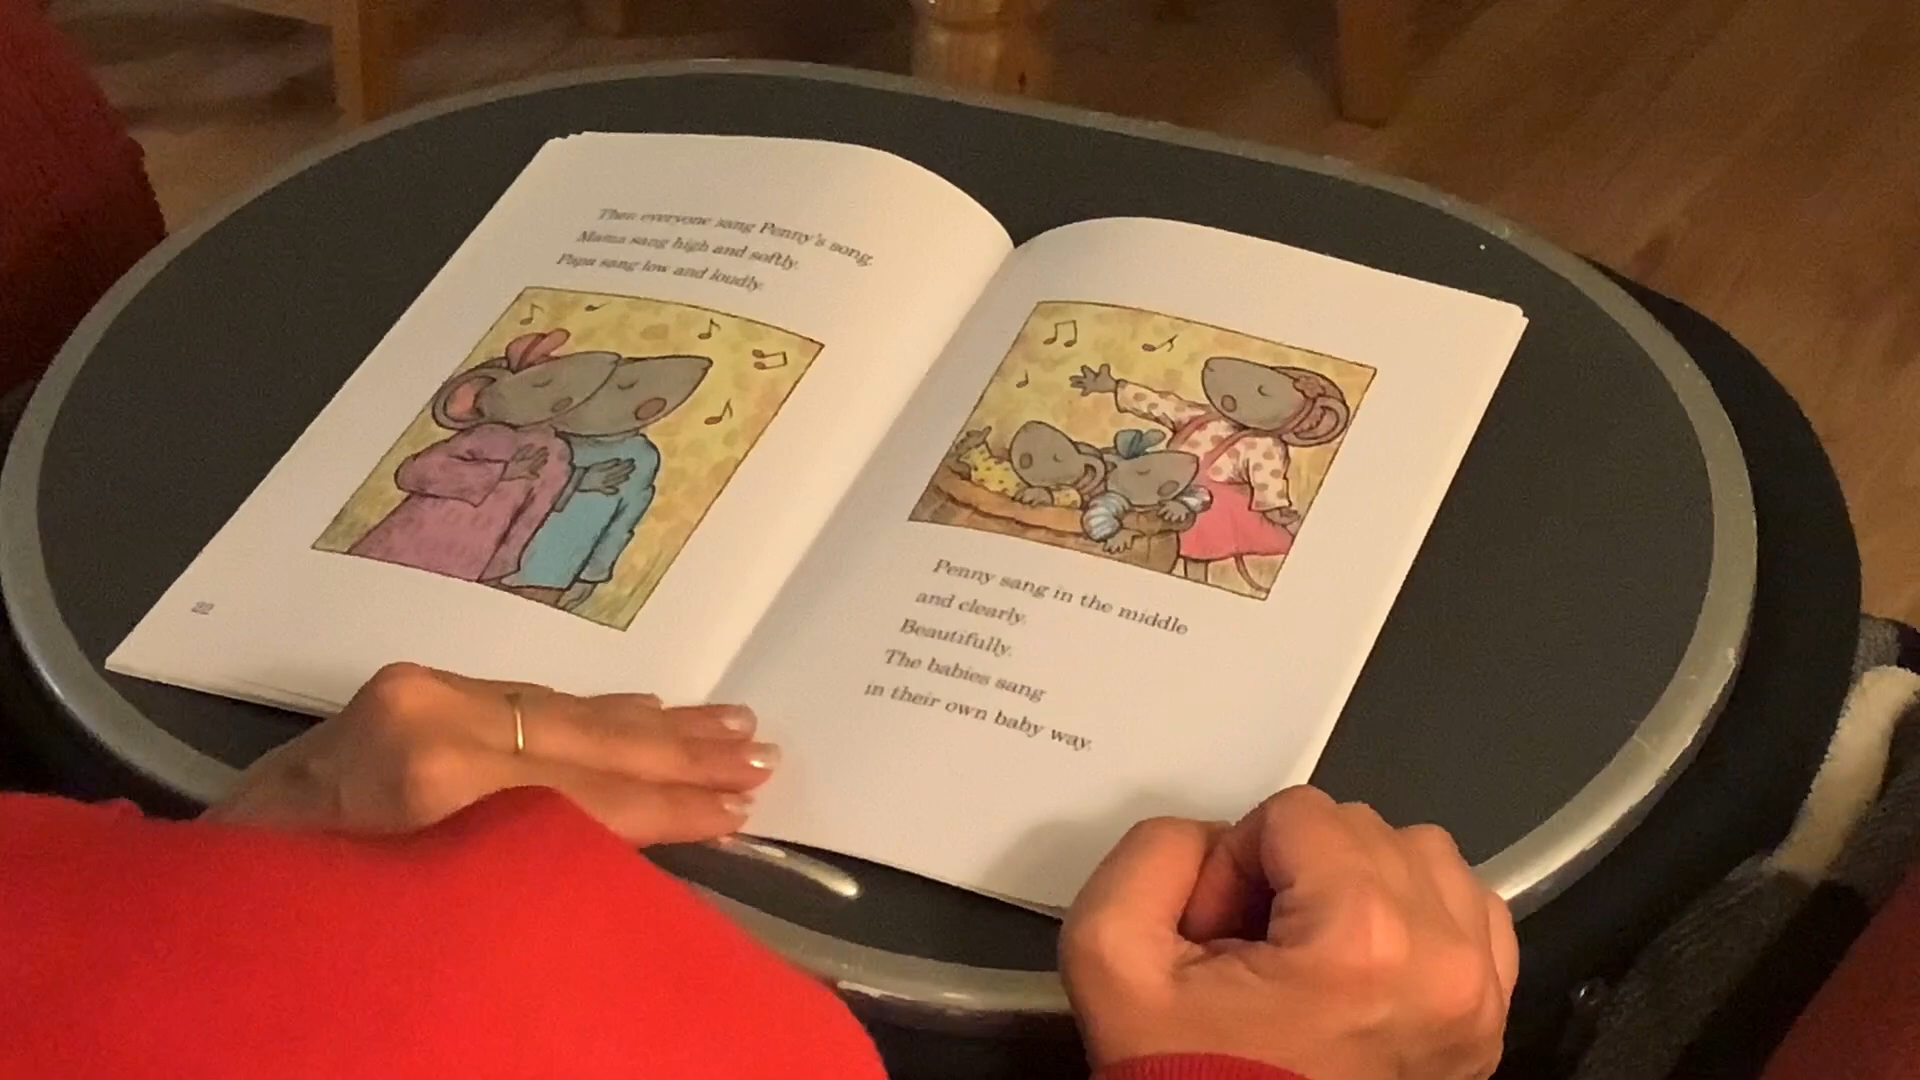 Then everyone sang Penny's song.
Mama sang high and softly.
Papa sang low and loudly.
22
Penny sang in the middle
and clearly.
Beautifully.
The babies sang
in their own baby way.